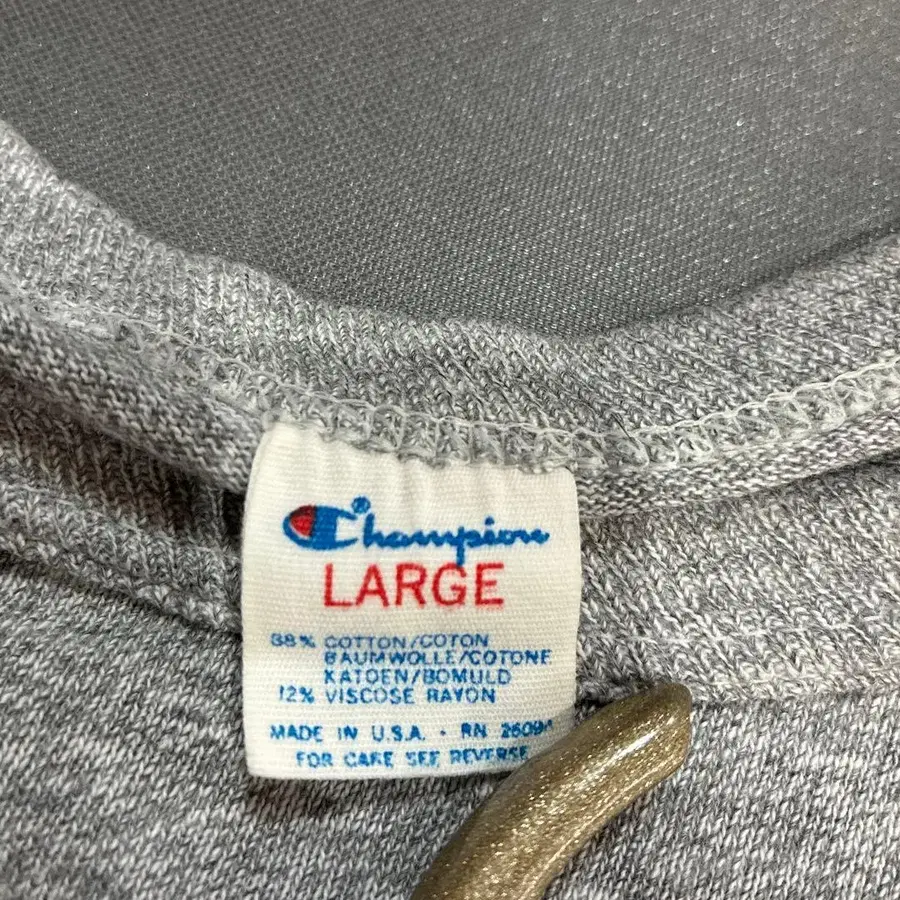 Champion®
LARGE
88% COTTON/COTON
BAUMWOLLE/COTONE
KATOEN/BOMULD
12% VISCOSE RAYON
MADE IN U.S.A. - RN 26094
FOR CARE SEE REVERSE